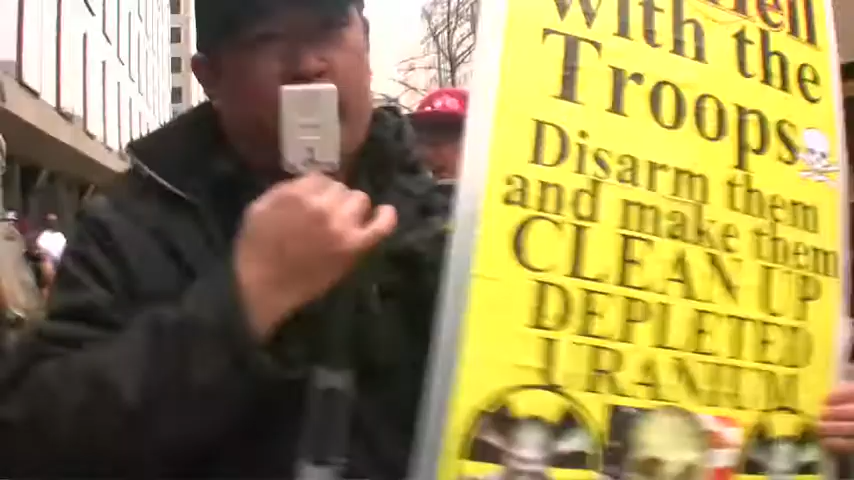 with the
Troops
Disarm them
and make them
CLEAN UP
DEPLETED
URANIUM